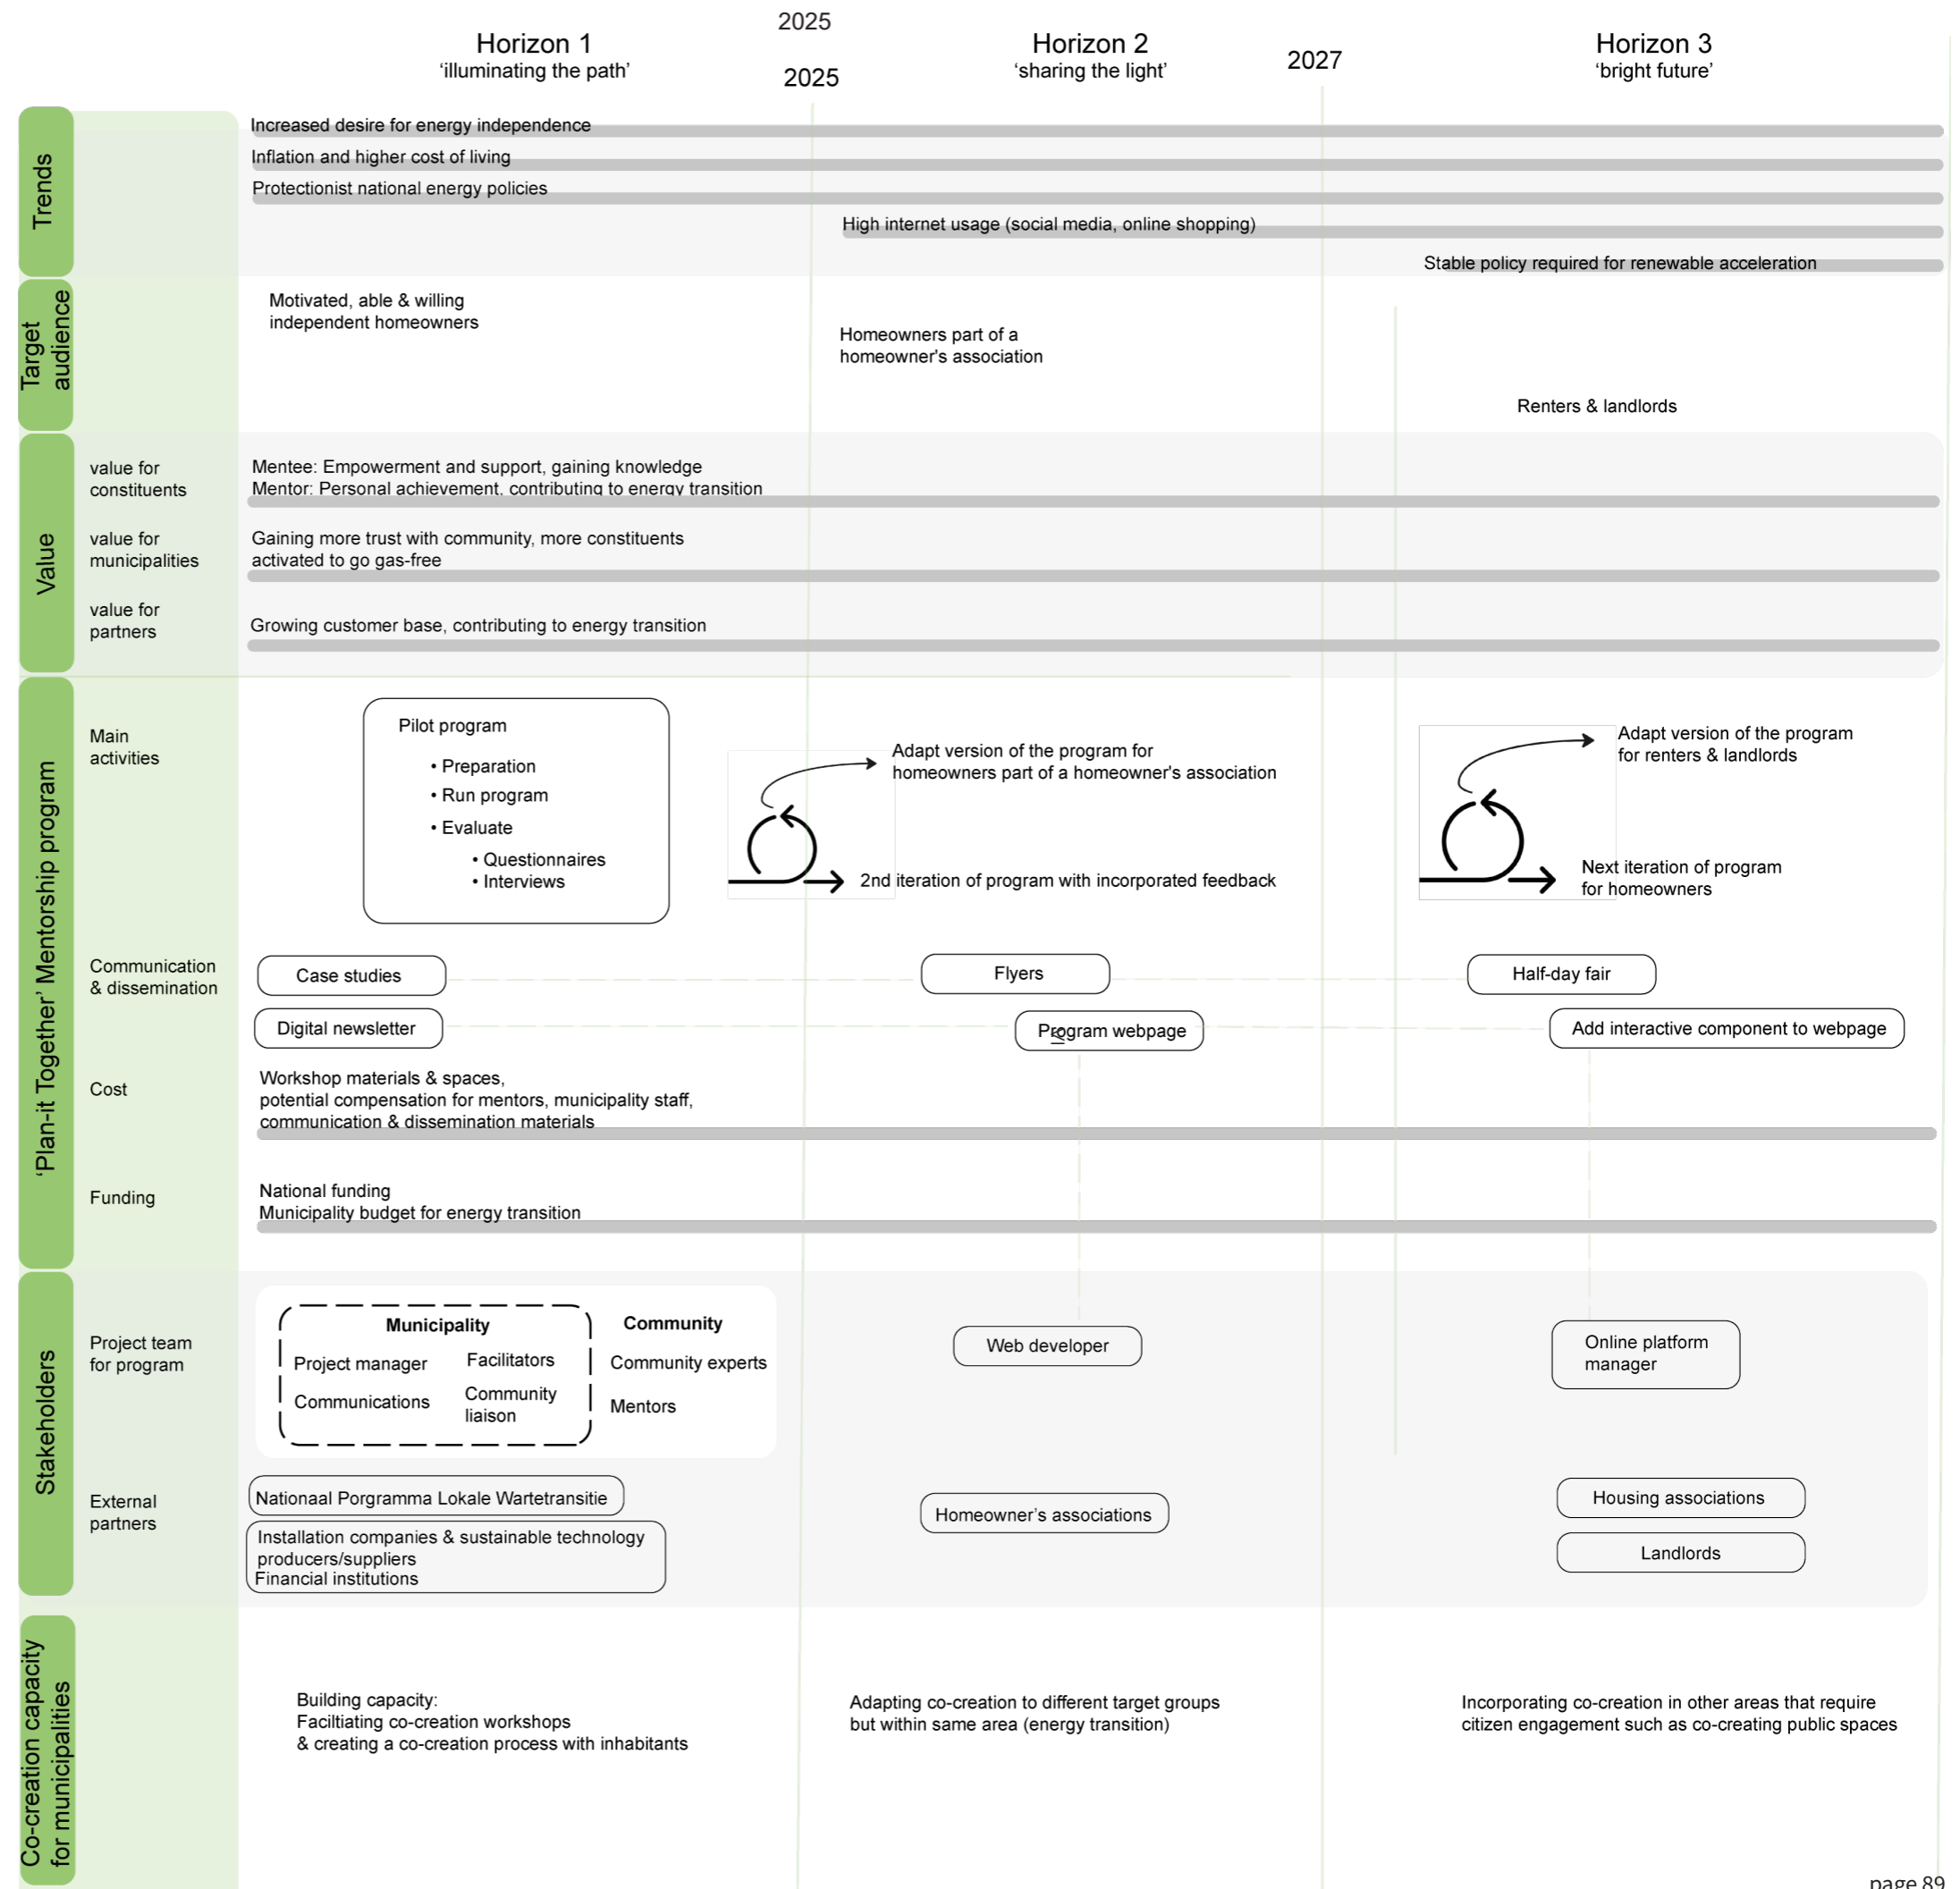 2025
Horizon 1
‘illuminating the path’
2025
Horizon 2
‘sharing the light’
2027
Horizon 3
‘bright future’
Trends
Increased desire for energy independence
Inflation and higher cost of living
Protectionist national energy policies
High internet usage (social media, online shopping)
Stable policy required for renewable acceleration
Target
audience
Motivated, able & willing
independent homeowners
Homeowners part of a
homeowner's association
Renters & landlords
Value
value for
constituents
Mentee: Empowerment and support, gaining knowledge
Mentor: Personal achievement, contributing to energy transition
value for
municipalities
Gaining more trust with community, more constituents
activated to go gas-free
value for
partners
Growing customer base, contributing to energy transition
‘Plan-it Together’ Mentorship program
Main
activities
Pilot program
• Preparation
• Run program
• Evaluate
• Questionnaires
• Interviews
Adapt version of the program for
homeowners part of a homeowner's association
2nd iteration of program with incorporated feedback
Adapt version of the program
for renters & landlords
Next iteration of program
for homeowners
Communication
& dissemination
Case studies
Flyers
Half-day fair
Digital newsletter
Program webpage
Add interactive component to webpage
Cost
Workshop materials & spaces,
potential compensation for mentors, municipality staff,
communication & dissemination materials
Funding
National funding
Municipality budget for energy transition
Stakeholders
Project team
for program
Municipality
Project manager
Facilitators
Communications
Community
liaison
Community
Community experts
Mentors
Web developer
Online platform
manager
External
partners
Nationaal Porgramma Lokale Wartetransitie
Installation companies & sustainable technology
producers/suppliers
Financial institutions
Homeowner’s associations
Housing associations
Landlords
Co-creation capacity
for municipalities
Building capacity:
Faciltiating co-creation workshops
& creating a co-creation process with inhabitants
Adapting co-creation to different target groups
but within same area (energy transition)
Incorporating co-creation in other areas that require
citizen engagement such as co-creating public spaces
page 89